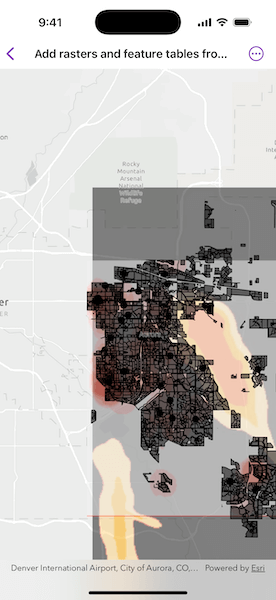 9:41
Add rasters and feature tables fro...
on
Rocky
Mountain
Arsenal
National
Wildlife
Refuge
er
Denver International Airport, City of Aurora, CO,... Powered by Esri